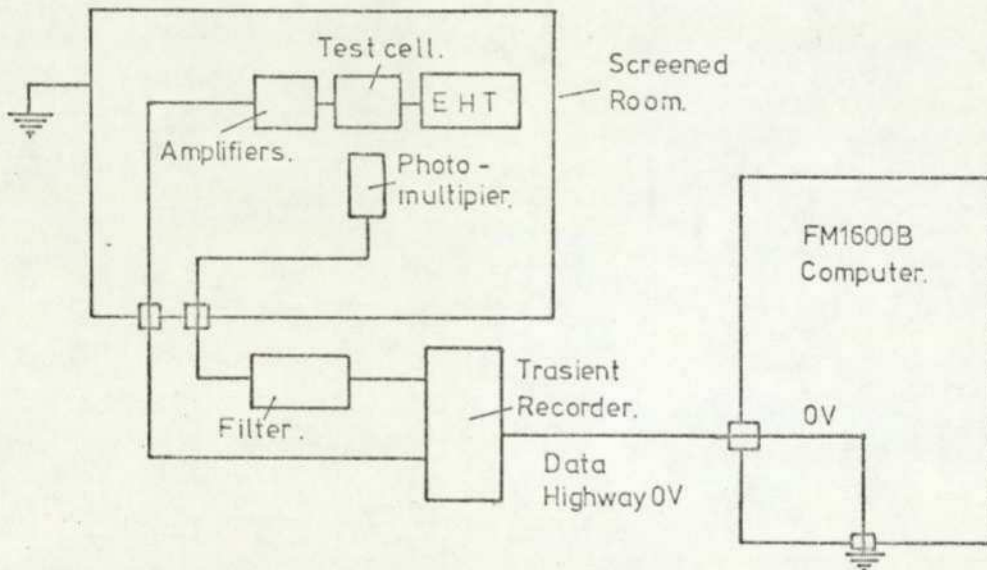 Test cell.
EHT
Screened
Room.
Amplifiers.
Photo-
multipier.
FM1600B
Computer.
Trasient
Recorder.
0V
Filter.
Data
Highway 0V